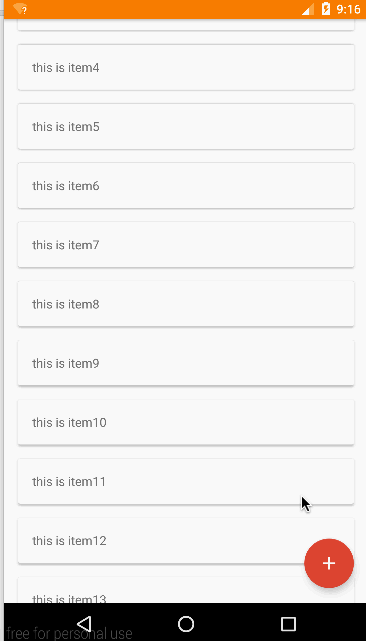 9:16
this is item4
this is item5
this is item6
this is item7
this is item8
this is item9
this is item10
this is item11
this is item12
this is item13
free for personal use